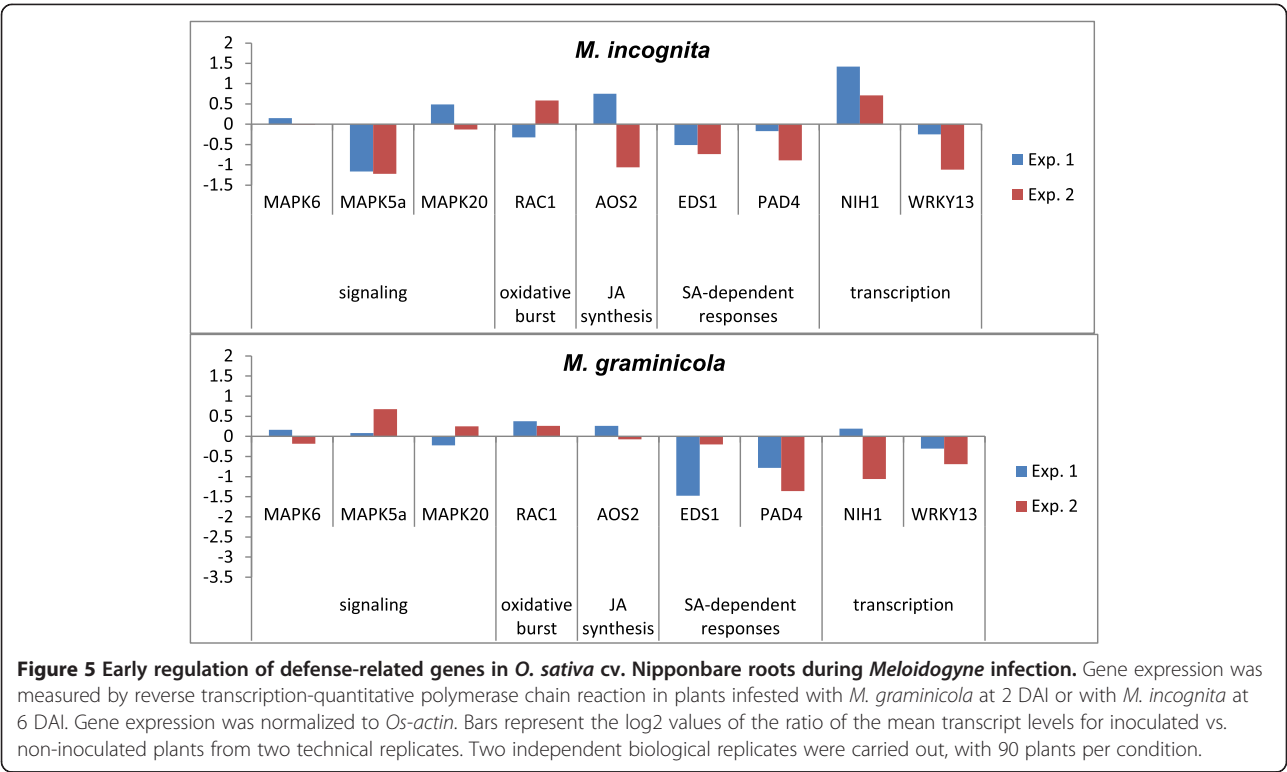 M. incognita
2
1.5
1
0.5
0
-0.5
-1
-1.5
MAPK6 MAPK5a MAPK20 RAC1 AOS2 EDS1 PAD4 NIH1 WRKY13
signaling oxidative burst JA synthesis SA-dependent responses transcription
Exp. 1
Exp. 2
M. graminicola
2
1.5
1
0.5
0
-0.5
-1
-1.5
-2
-2.5
-3
-3.5
MAPK6 MAPK5a MAPK20 RAC1 AOS2 EDS1 PAD4 NIH1 WRKY13
signaling oxidative burst JA synthesis SA-dependent responses transcription
Exp. 1
Exp. 2
Figure 5 Early regulation of defense-related genes in O. sativa cv. Nipponbare roots during Meloidogyne infection. Gene expression was
measured by reverse transcription-quantitative polymerase chain reaction in plants infested with M. graminicola at 2 DAI or with M. incognita at
6 DAI. Gene expression was normalized to Os-actin. Bars represent the log2 values of the ratio of the mean transcript levels for inoculated vs.
non-inoculated plants from two technical replicates. Two independent biological replicates were carried out, with 90 plants per condition.